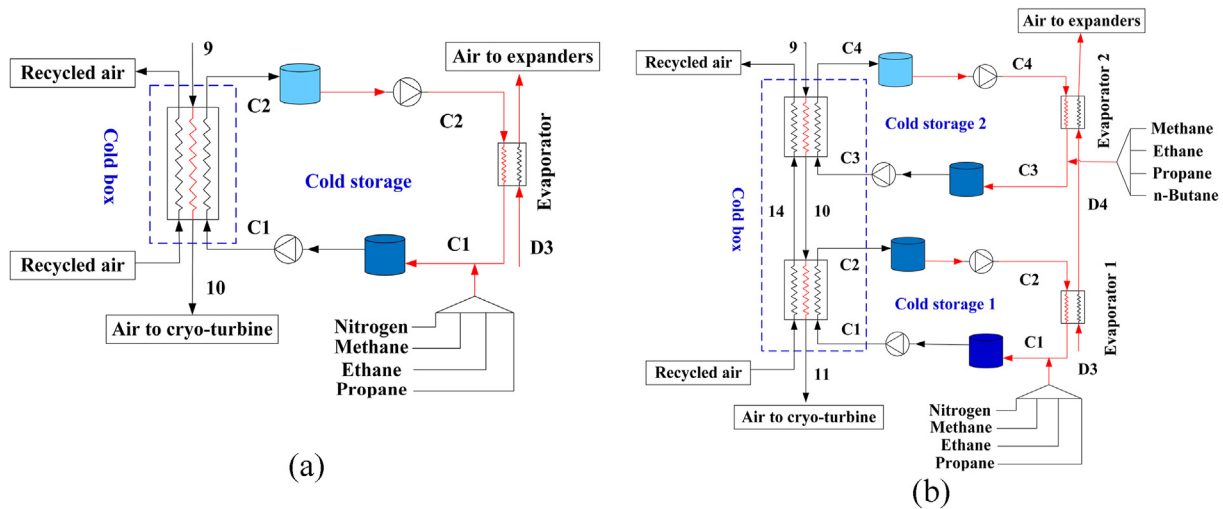 9
Recycled air
C2
Air to expanders
C2
Cold box
Cold storage
Evaporator
C1
C1
D3
Recycled air
10
Air to cryo-turbine
Nitrogen
Methane
Ethane
Propane
(a)
Air to expanders
9
C4
C4
Recycled air
Evaporator 2
Cold storage 2
Methane
Ethane
Propane
n-Butane
C3
C3
Cold box
14
10
D4
C2
C2
Cold storage 1
Evaporator 1
C1
C1
D3
Recycled air
11
Air to cryo-turbine
Nitrogen
Methane
Ethane
Propane
(b)